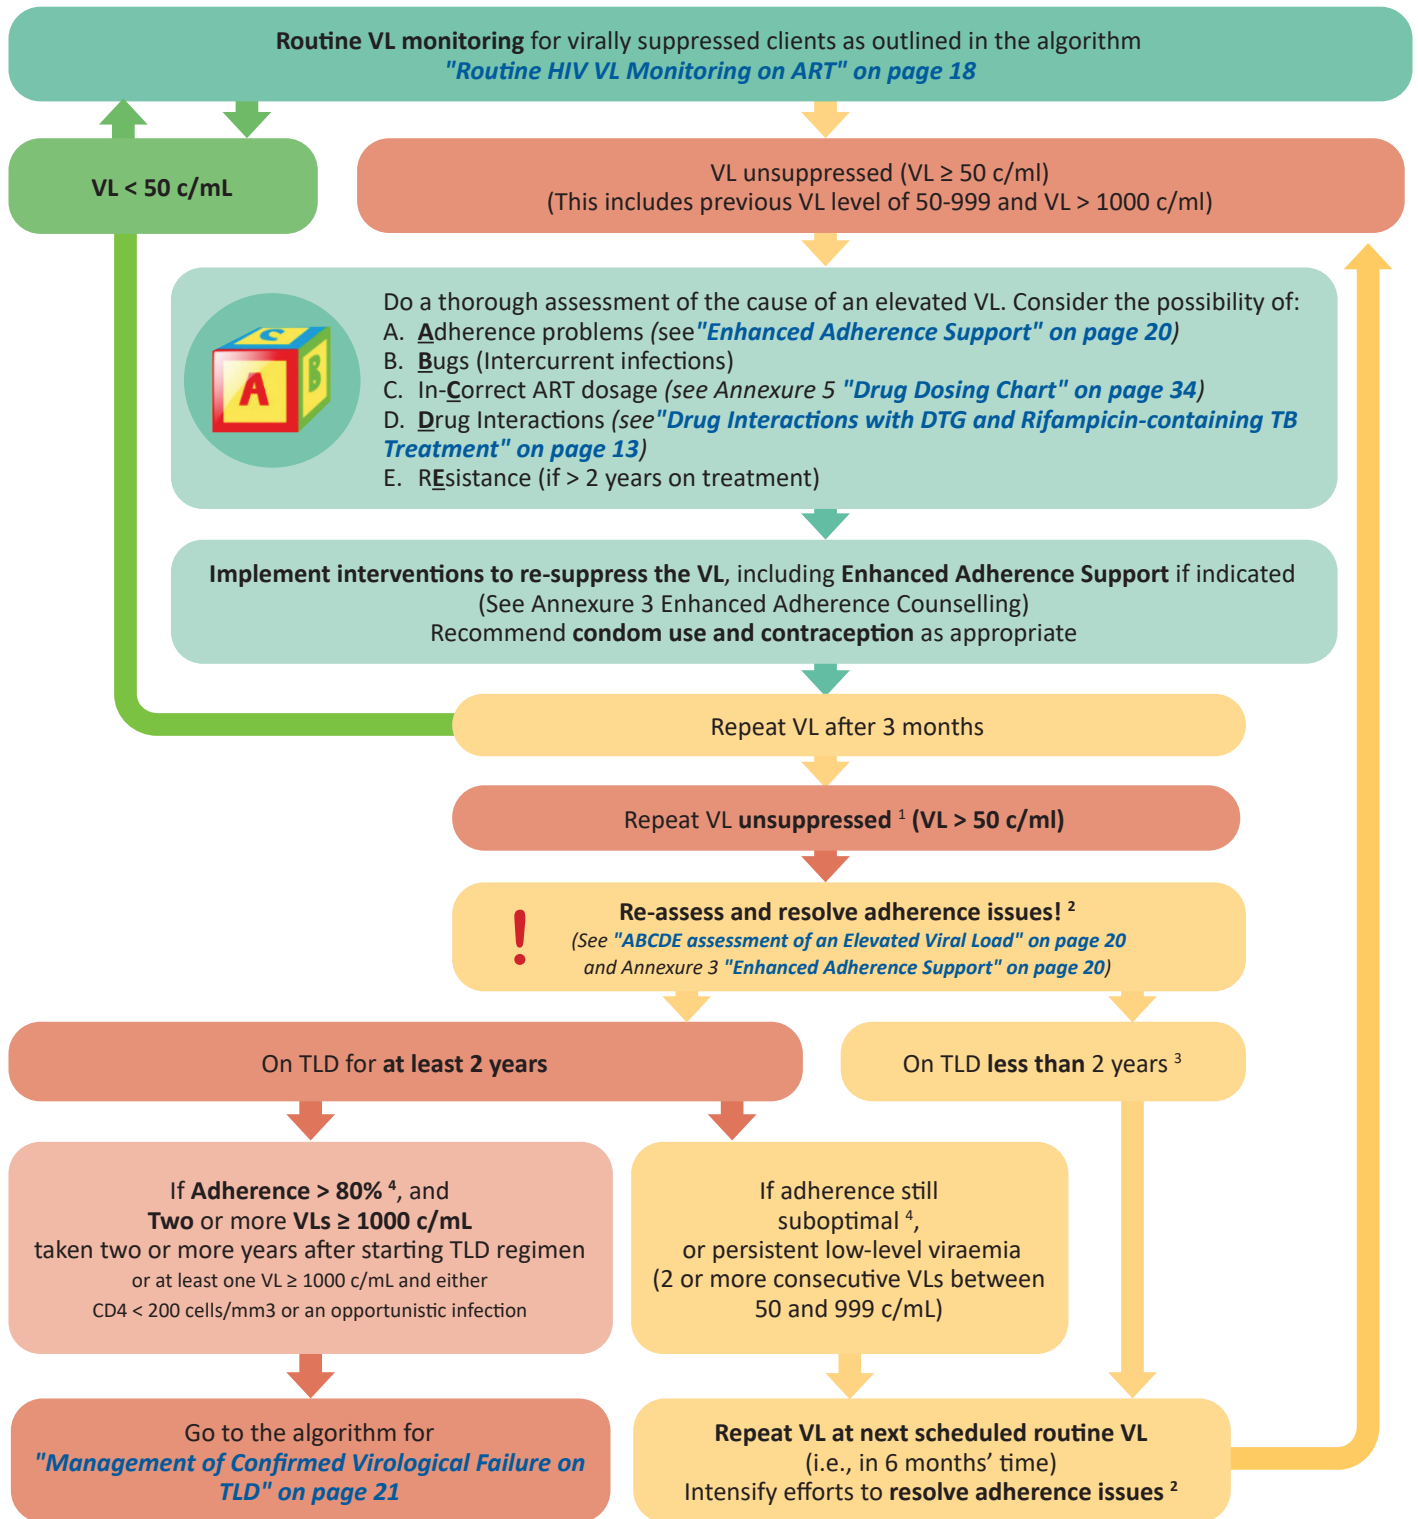 Routine VL monitoring for virally suppressed clients as outlined in the algorithm
"Routine HIV VL Monitoring on ART" on page 18
VL < 50 c/mL
VL unsuppressed (VL ≥ 50 c/ml)
(This includes previous VL level of 50-999 and VL > 1000 c/ml)
C
A
B
Do a thorough assessment of the cause of an elevated VL. Consider the possibility of:
A. Adherence problems (see"Enhanced Adherence Support" on page 20)
B. Bugs (Intercurrent infections)
C. In-Correct ART dosage (see Annexure 5 "Drug Dosing Chart" on page 34)
D. Drug Interactions (see"Drug Interactions with DTG and Rifampicin-containing TB
Treatment" on page 13)
E. REsistance (if > 2 years on treatment)
Implement interventions to re-suppress the VL, including Enhanced Adherence Support if indicated
(See Annexure 3 Enhanced Adherence Counselling)
Recommend condom use and contraception as appropriate
Repeat VL after 3 months
Repeat VL unsuppressed ¹ (VL > 50 c/ml)
!
Re-assess and resolve adherence issues! ²
(See "ABCDE assessment of an Elevated Viral Load" on page 20
and Annexure 3 "Enhanced Adherence Support" on page 20)
On TLD for at least 2 years
On TLD less than 2 years ³
If Adherence > 80% ⁴, and
Two or more VLs ≥ 1000 c/mL
taken two or more years after starting TLD regimen
or at least one VL ≥ 1000 c/mL and either
CD4 < 200 cells/mm3 or an opportunistic infection
If adherence still
suboptimal ⁴,
or persistent low-level viraemia
(2 or more consecutive VLs between
50 and 999 c/mL)
Go to the algorithm for
"Management of Confirmed Virological Failure on
TLD" on page 21
Repeat VL at next scheduled routine VL
(i.e., in 6 months' time)
Intensify efforts to resolve adherence issues ²